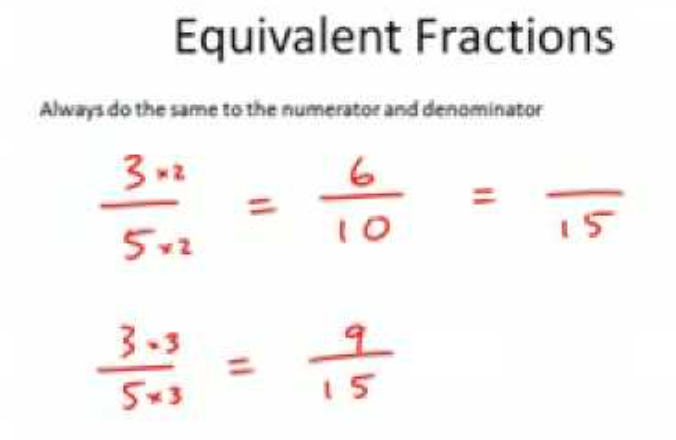 Equivalent Fractions
Always do the same to the numerator and denominator
3 ×2 / 5 ×2 = 6 / 10 = / 15
3 ×3 / 5 ×3 = 9 / 15